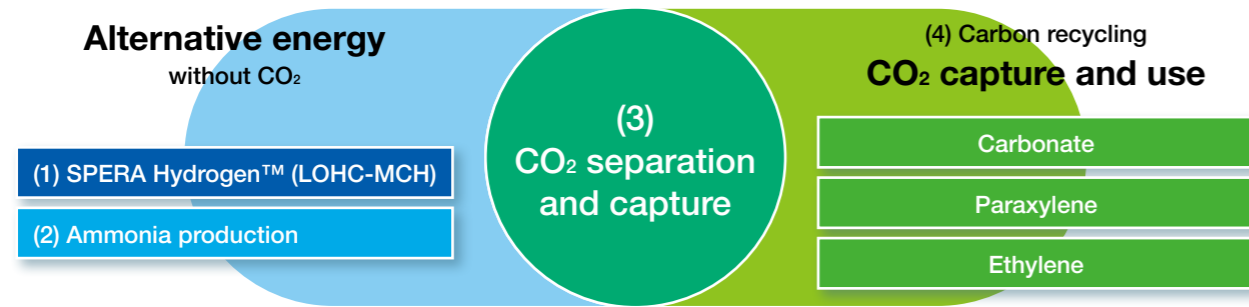 Alternative energy
without CO₂
(1) SPERA Hydrogen™ (LOHC-MCH)
(2) Ammonia production
(3)
CO₂ separation
and capture
(4) Carbon recycling
CO₂ capture and use
Carbonate
Paraxylene
Ethylene